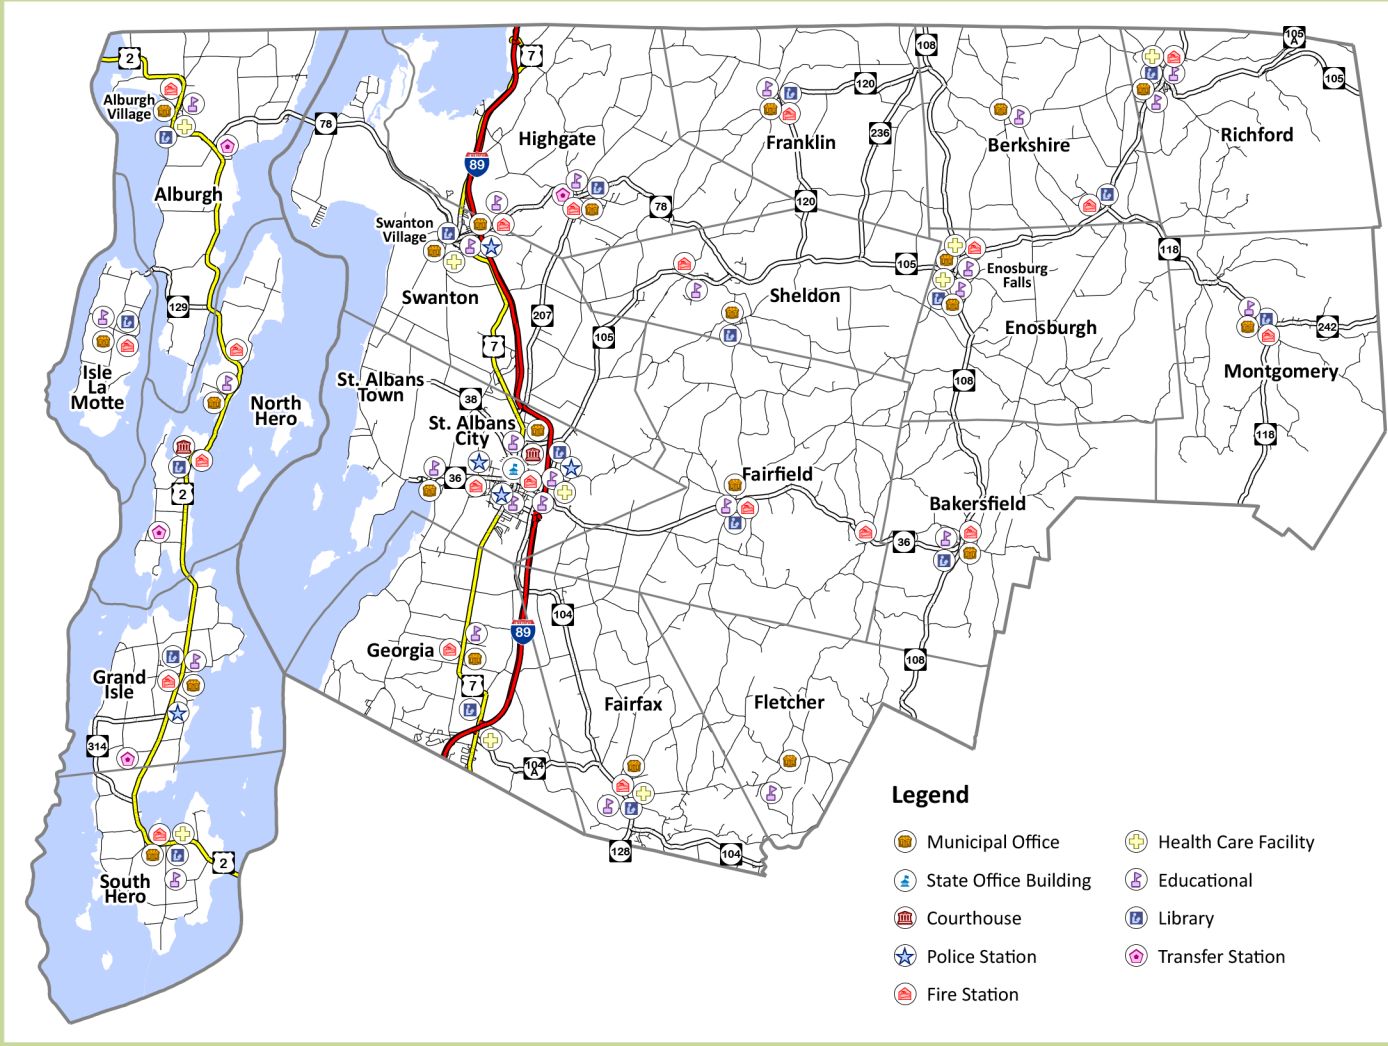 105
A
108
7
2
105
120
Alburgh
Village
78
Highgate
236
Richford
Franklin
Berkshire
89
Alburgh
120
78
Swanton
Village
118
105
Enosburg
Falls
Swanton
Sheldon
129
207
Enosburgh
242
105
7
Isle
La
Motte
St. Albans
Town
Montgomery
108
38
North
Hero
St. Albans
City
118
36
Fairfield
2
Bakersfield
36
104
89
Georgia
108
Grand
Isle
7
Fairfax
Fletcher
314
104
A
Legend
Municipal Office
Health Care Facility
128
104
2
South
Hero
State Office Building
Educational
Courthouse
Library
Police Station
Transfer Station
Fire Station